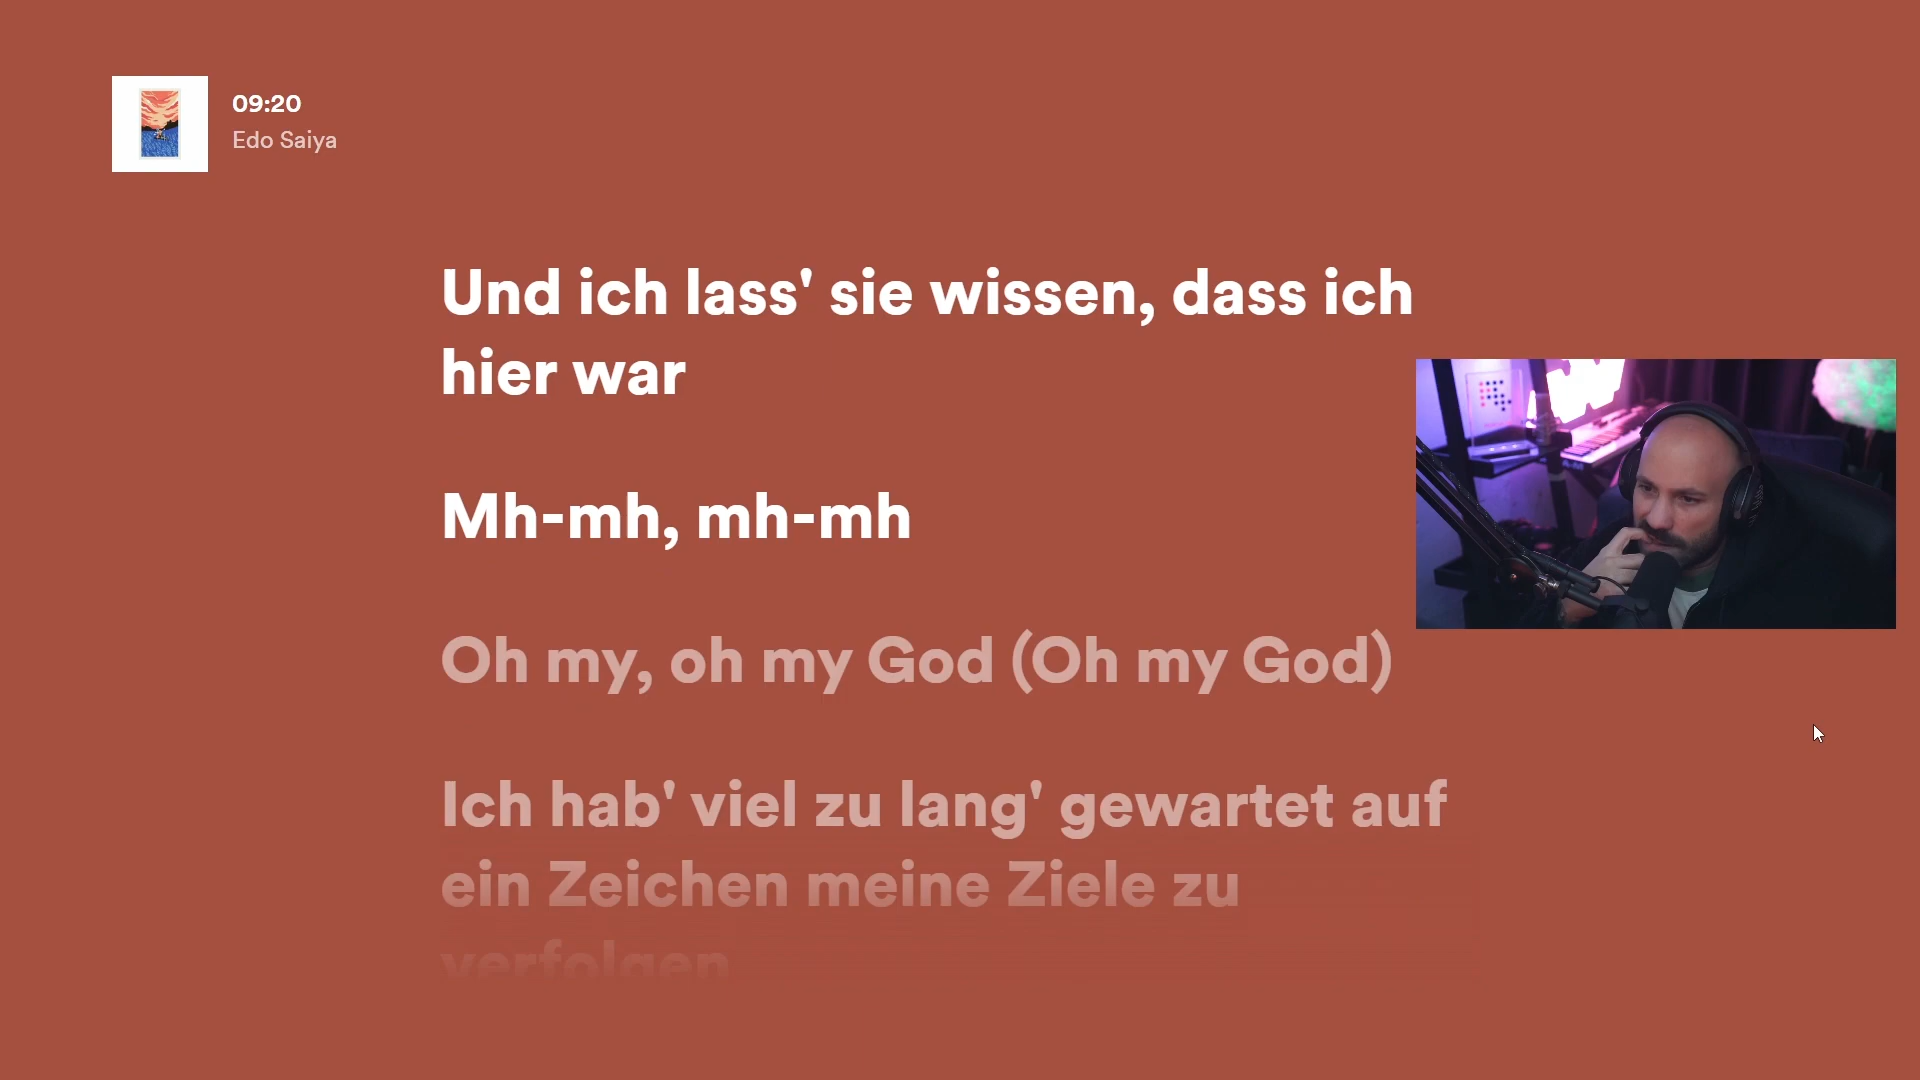 09:20
Edo Saiya
Und ich lass' sie wissen, dass ich
hier war
Mh-mh, mh-mh
Oh my, oh my God (Oh my God)
Ich hab' viel zu lang' gewartet auf
ein Zeichen meine Ziele zu
verfolgen